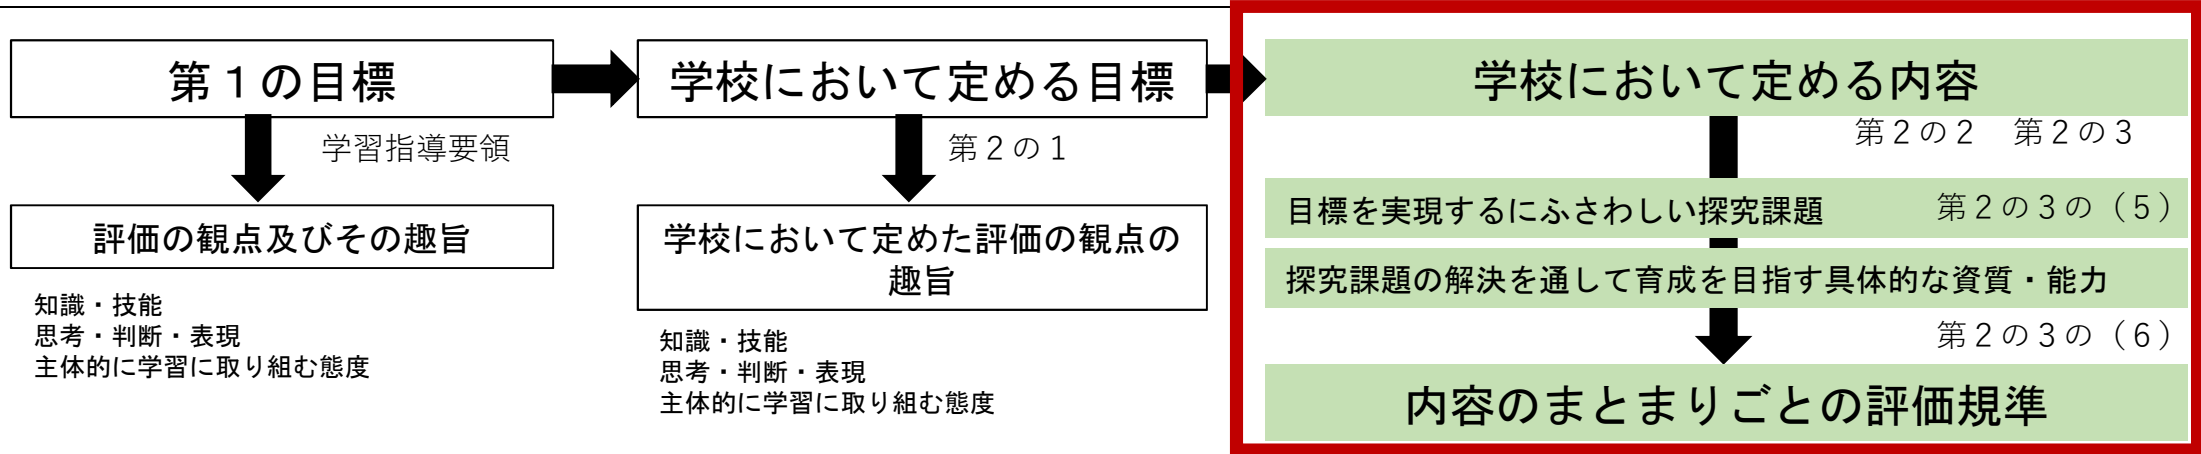 第１の目標
学習指導要領
評価の観点及びその趣旨
知識・技能
思考・判断・表現
主体的に学習に取り組む態度
学校において定める目標
第２の１
学校において定めた評価の観点の
趣旨
知識・技能
思考・判断・表現
主体的に学習に取り組む態度
学校において定める内容
第２の２　第２の３
目標を実現するにふさわしい探究課題　第２の３の（５）
探究課題の解決を通して育成を目指す具体的な資質・能力
第２の３の（６）
内容のまとまりごとの評価規準